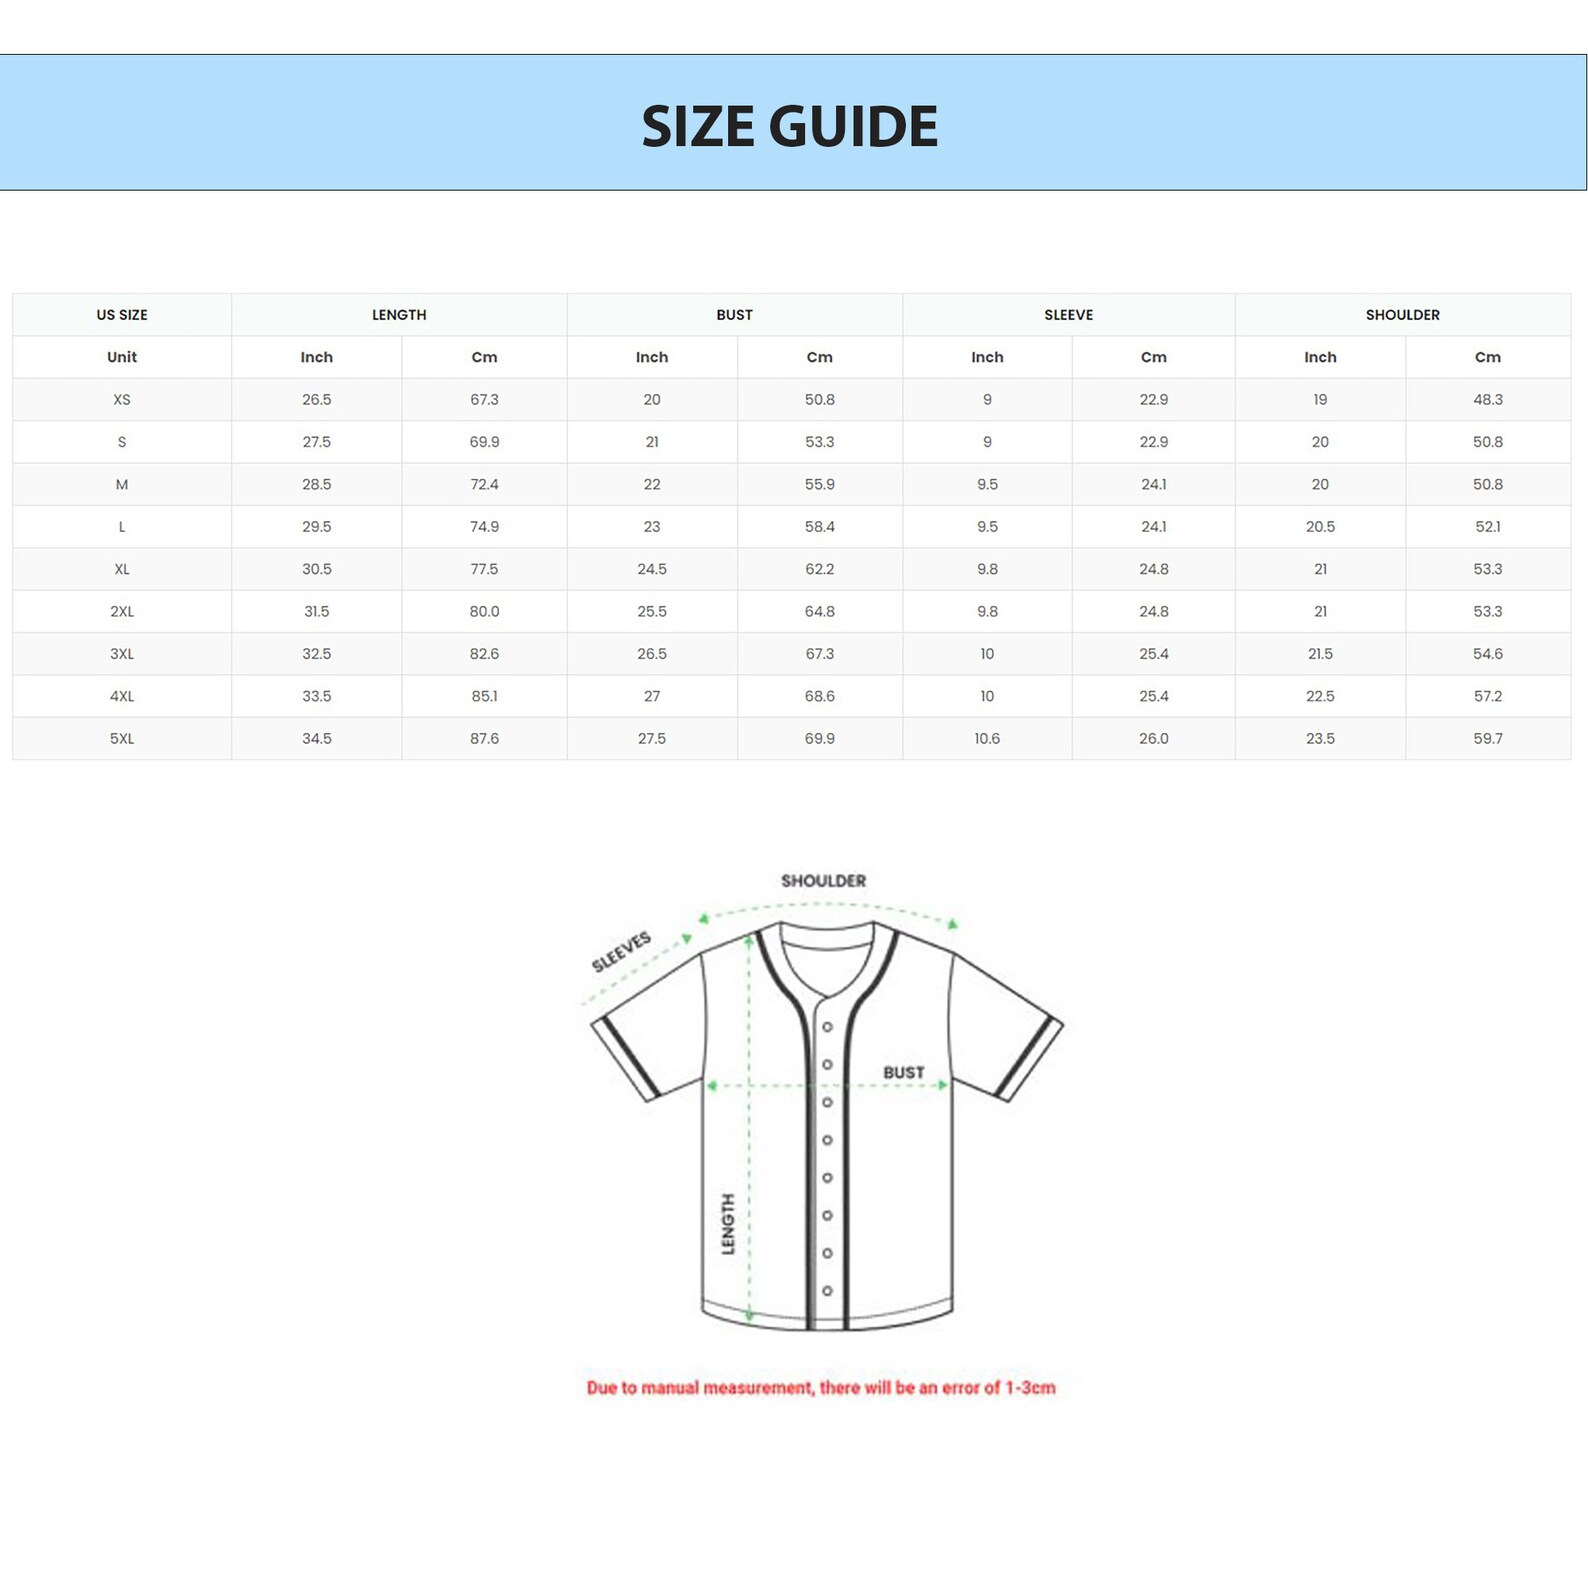 SIZE GUIDE
US SIZE LENGTH BUST SLEEVE SHOULDER
Unit Inch Cm Inch Cm Inch Cm Inch Cm
XS 26.5 67.3 20 50.8 9 22.9 19 48.3
S 27.5 69.9 21 53.3 9 22.9 20 50.8
M 28.5 72.4 22 55.9 9.5 24.1 20 50.8
L 29.5 74.9 23 58.4 9.5 24.1 20.5 52.1
XL 30.5 77.5 24.5 62.2 9.8 24.8 21 53.3
2XL 31.5 80.0 25.5 64.8 9.8 24.8 21 53.3
3XL 32.5 82.6 26.5 67.3 10 25.4 21.5 54.6
4XL 33.5 85.1 27 68.6 10 25.4 22.5 57.2
5XL 34.5 87.6 27.5 69.9 10.6 26.0 23.5 59.7
SHOULDER
SLEEVES
BUST
LENGTH
Due to manual measurement, there will be an error of 1-3cm